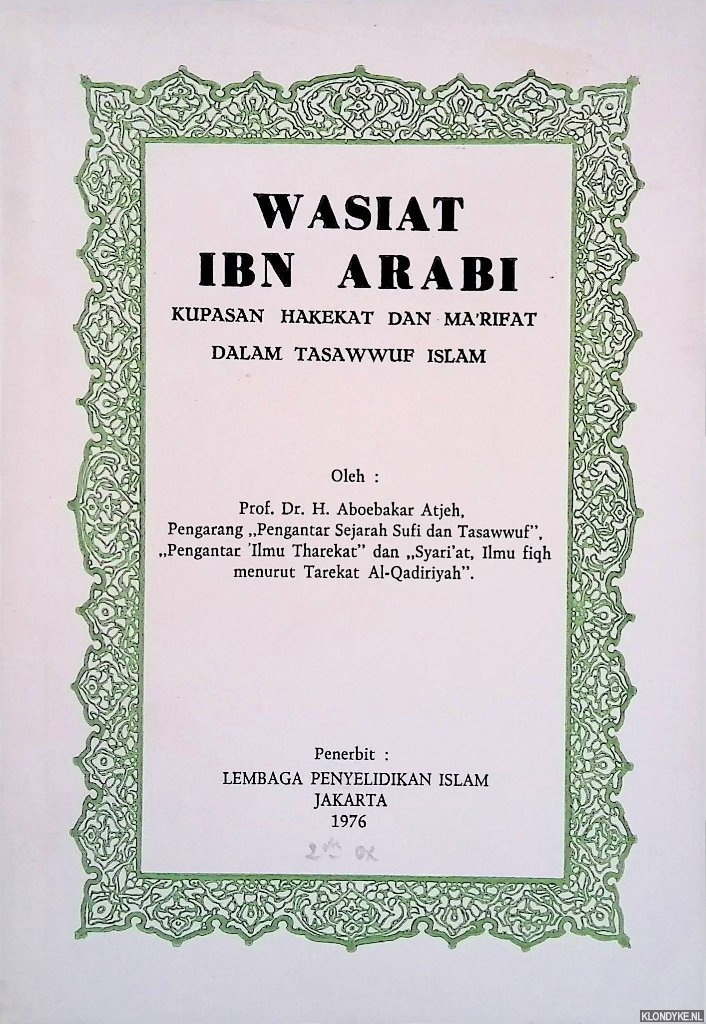 WASIAT
IBN ARABI
KUPASAN HAKEKAT DAN MA'RIFAT
DALAM TASAWWUF ISLAM
Oleh :
Prof. Dr. H. Aboebakar Atjeh,
Pengarang „Pengantar Sejarah Sufi dan Tasawwuf”,
„Pengantar 'Ilmu Tharekat” dan „Syari'at, Ilmu fiqh
menurut Tarekat Al-Qadiriyah”.
Penerbit :
LEMBAGA PENYELIDIKAN ISLAM
JAKARTA
1976
KLONDYKE.NL